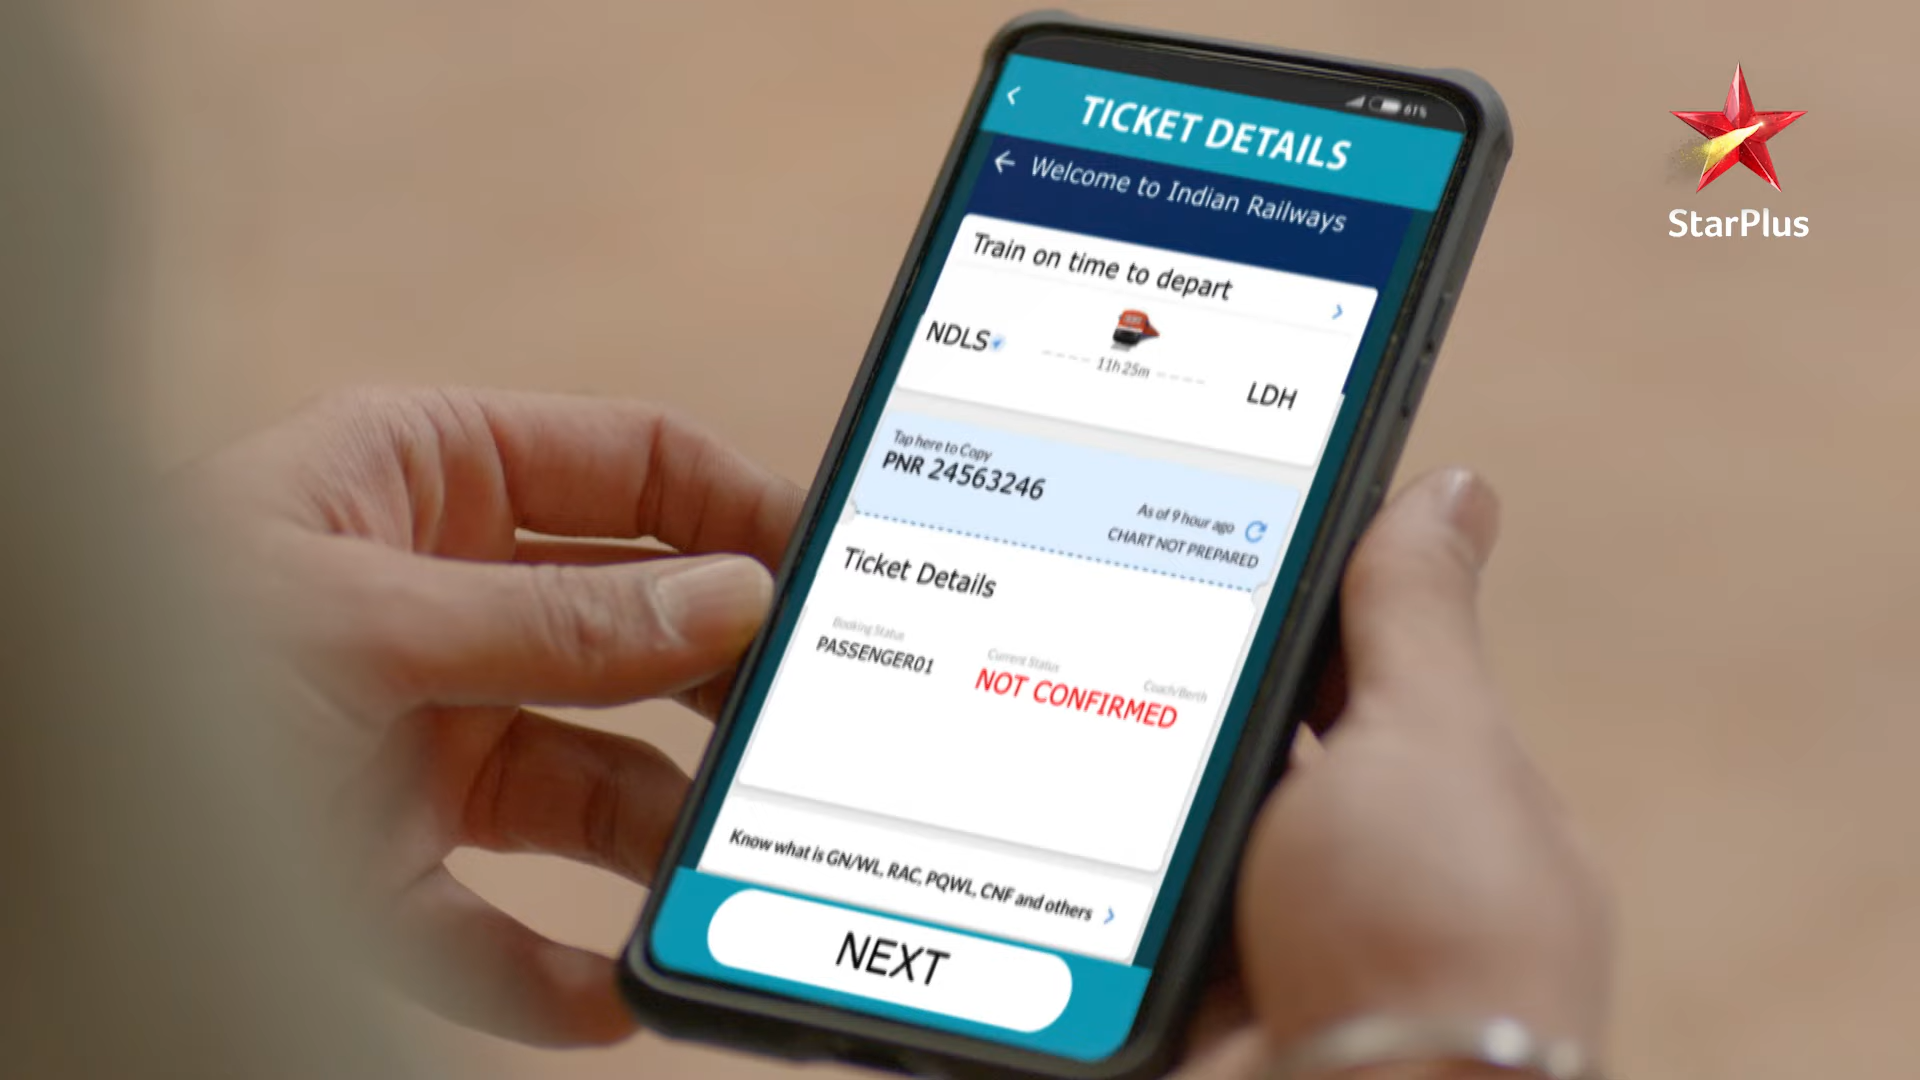 61%
TICKET DETAILS
Welcome to Indian Railways
StarPlus
Train on time to depart
NDLS
11h 25m
LDH
Tap here to Copy
PNR 24563246
As of 9 hour ago
CHART NOT PREPARED
Ticket Details
Booking Status
PASSENGER01
Current Status
Coach/Berth
NOT CONFIRMED
Know what is GN/WL, RAC, PQWL, CNF and others
NEXT